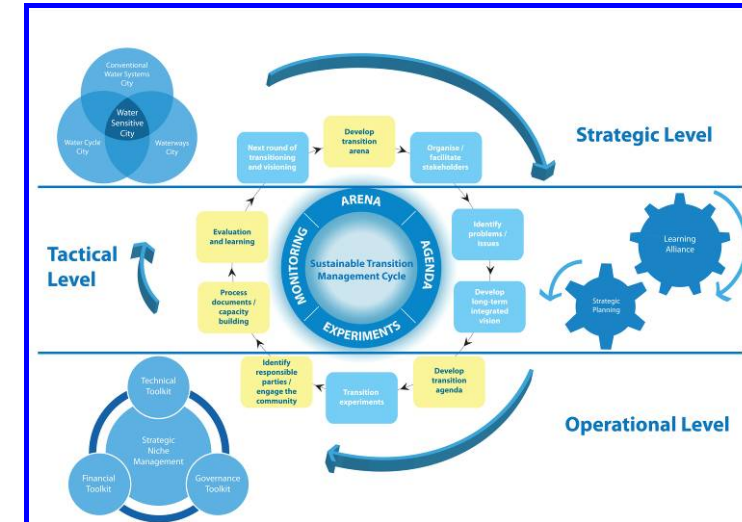 Conventional
Water Systems
City
Water
Sensitive
City
Water Cycle
City
Waterways
City
Strategic Level
Develop
transition
arena
Organise /
facilitate
stakeholders
Next round of
transitioning
and visioning
Identify
problems /
issues
Evaluation
and learning
ARENA
AGENDA
EXPERIMENTS
MONITORING
Sustainable Transition
Management Cycle
Tactical
Level
Learning
Alliance
Strategic
Planning
Process
documents /
capacity
building
Develop
long-term
integrated
vision
Identify
responsible
parties /
engage the
community
Transition
experiments
Develop
transition
agenda
Operational Level
Technical
Toolkit
Strategic
Niche
Management
Financial
Toolkit
Governance
Toolkit